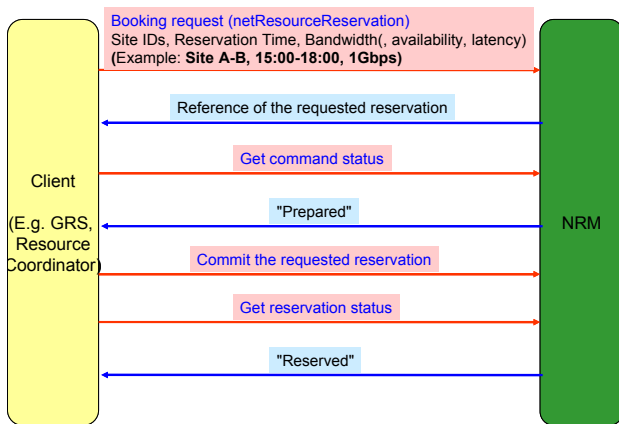 Booking request (netResourceReservation)
Site IDs, Reservation Time, Bandwidth(, availability, latency)
(Example: Site A-B, 15:00-18:00, 1Gbps)
Reference of the requested reservation
Get command status
Client
(E.g. GRS,
Resource
Coordinator)
"Prepared"
NRM
Commit the requested reservation
Get reservation status
"Reserved"